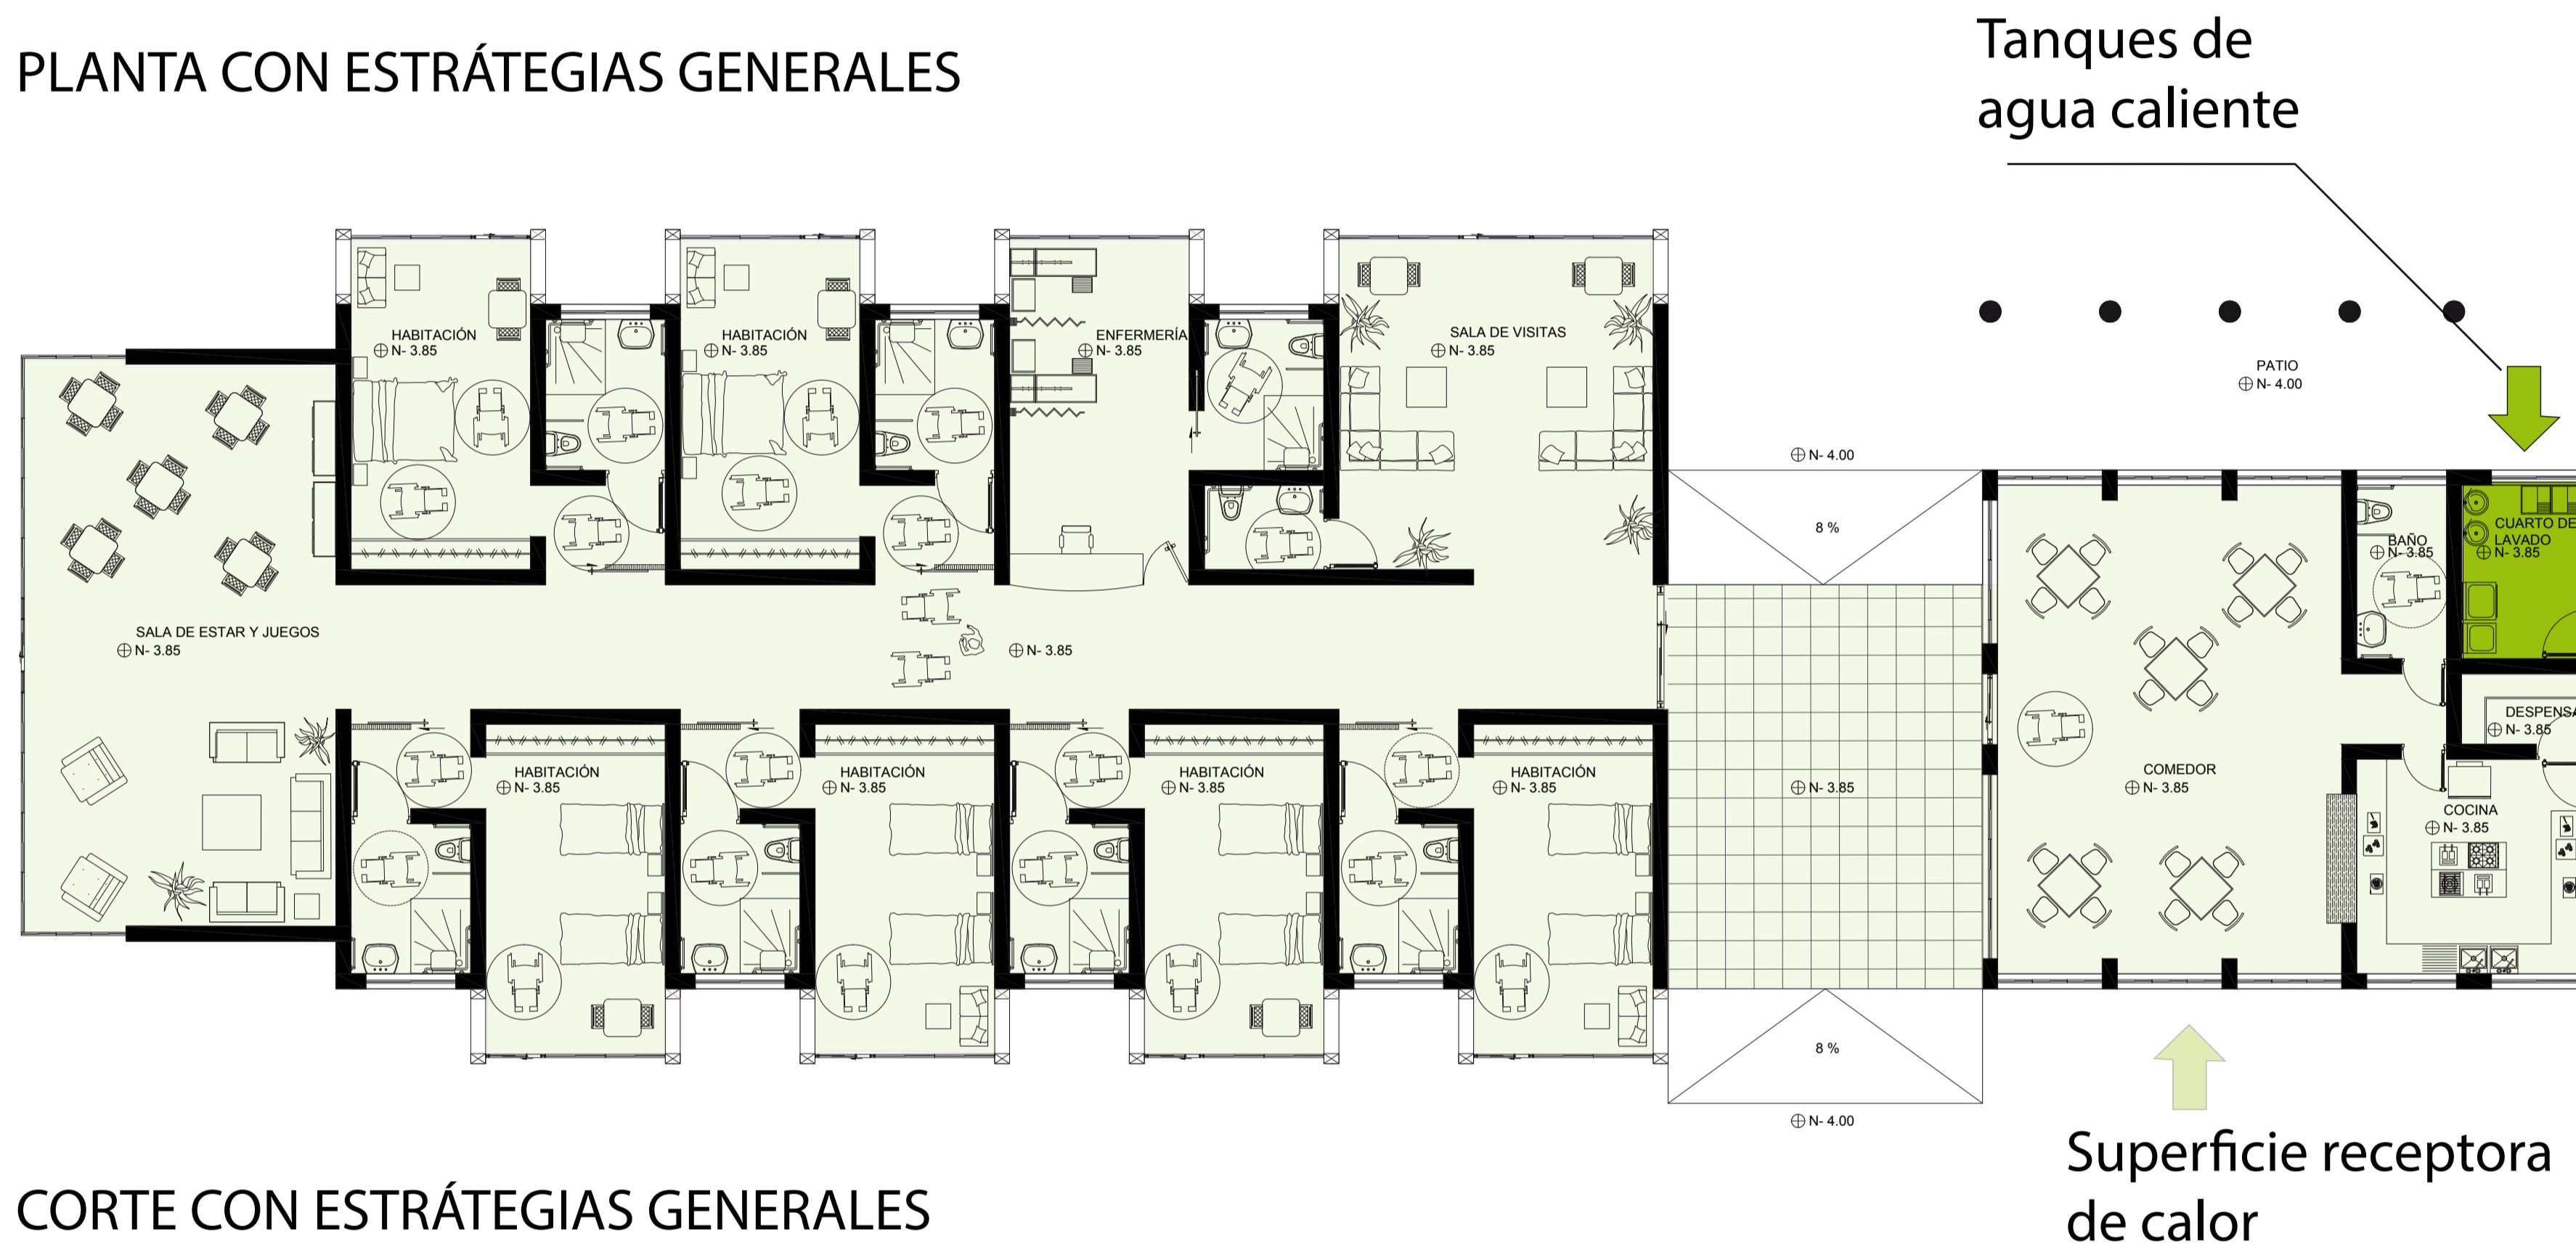 PLANTA CON ESTRÁTEGIAS GENERALES
Tanques de
agua caliente
HABITACIÓN
N- 3.85
HABITACIÓN
N- 3.85
ENFERMERÍA
N- 3.85
SALA DE VISITAS
N- 3.85
PATIO
N- 4.00
N- 4.00
8 %
CUARTO DE
LAVADO
N- 3.85
BAÑO
N- 3.85
SALA DE ESTAR Y JUEGOS
N- 3.85
N- 3.85
DESPENSA
N- 3.85
HABITACIÓN
N- 3.85
HABITACIÓN
N- 3.85
HABITACIÓN
N- 3.85
HABITACIÓN
N- 3.85
N- 3.85
COMEDOR
N- 3.85
COCINA
N- 3.85
8 %
N- 4.00
Superficie receptora
de calor
CORTE CON ESTRÁTEGIAS GENERALES